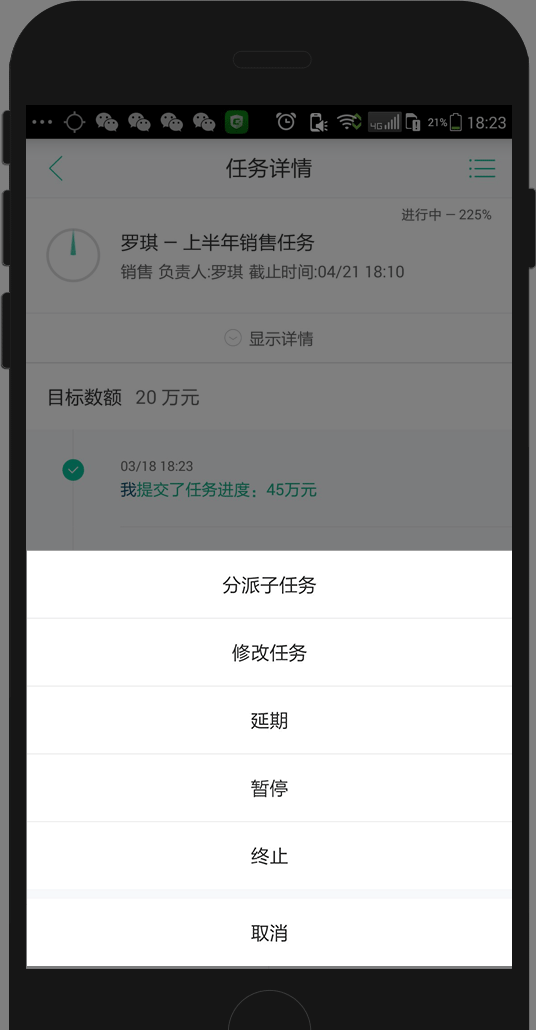 4G 21% 18:23
任务详情
进行中 – 225%
罗琪 – 上半年销售任务
销售 负责人:罗琪 截止时间:04/21 18:10
显示详情
目标数额 20 万元
03/18 18:23
我提交了任务进度：45万元
分派子任务
修改任务
延期
暂停
终止
取消